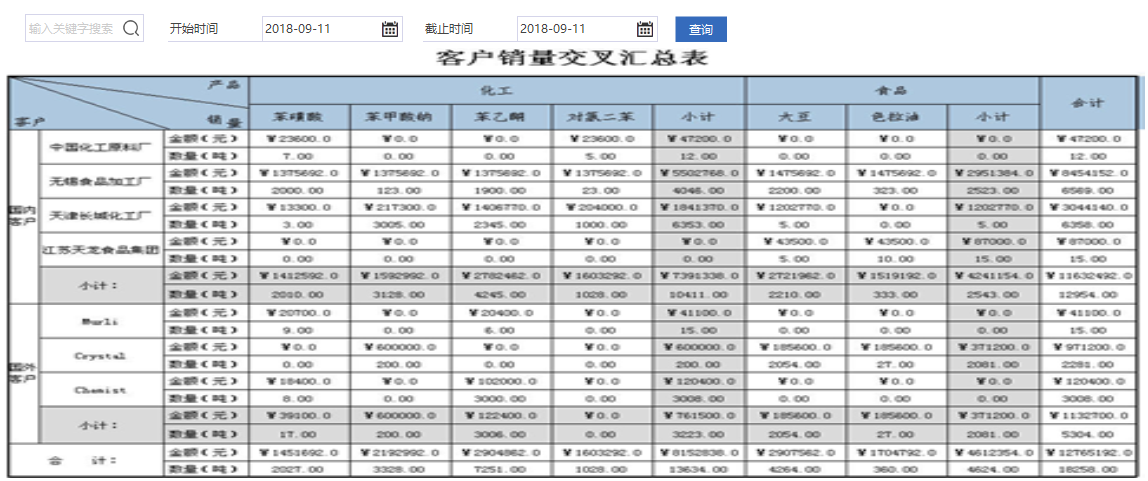 输入关键字搜索 开始时间 2018-09-11 截止时间 2018-09-11 查询
客户销量交叉汇总表
产品 化工 食品 合计
客户 销量 苯磺酸 苯甲酸钠 苯乙酮 对氯二苯 小计 大豆 色拉油 小计
国内客户 中国化工原料厂 金额(元) ¥23600.0 ¥0.0 ¥0.0 ¥23600.0 ¥47200.0 ¥0.0 ¥0.0 ¥0.0 ¥47200.0
数量(吨) 7.00 0.00 0.00 5.00 12.00 0.00 0.00 0.00 12.00
无锡食品加工厂 金额(元) ¥1375692.0 ¥1375692.0 ¥1375692.0 ¥1375692.0 ¥5502768.0 ¥1475692.0 ¥1475692.0 ¥2951384.0 ¥8454152.0
数量(吨) 2000.00 123.00 1900.00 23.00 4046.00 2200.00 323.00 2523.00 6569.00
天津长城化工厂 金额(元) ¥13300.0 ¥217300.0 ¥1406770.0 ¥204000.0 ¥1841370.0 ¥1202770.0 ¥0.0 ¥1202770.0 ¥3044140.0
数量(吨) 3.00 3005.00 2345.00 1000.00 6353.00 5.00 0.00 5.00 6358.00
江苏天龙食品集团 金额(元) ¥0.0 ¥0.0 ¥0.0 ¥0.0 ¥0.0 ¥43500.0 ¥43500.0 ¥87000.0 ¥87000.0
数量(吨) 0.00 0.00 0.00 0.00 0.00 5.00 10.00 15.00 15.00
小计: 金额(元) ¥1412592.0 ¥1592992.0 ¥2782462.0 ¥1603292.0 ¥7391338.0 ¥2721962.0 ¥1519192.0 ¥4241154.0 ¥11632492.0
数量(吨) 2010.00 3128.00 4245.00 1028.00 10411.00 2210.00 333.00 2543.00 12954.00
国外客户 Murli 金额(元) ¥20700.0 ¥0.0 ¥20400.0 ¥0.0 ¥41100.0 ¥0.0 ¥0.0 ¥0.0 ¥41100.0
数量(吨) 9.00 0.00 6.00 0.00 15.00 0.00 0.00 0.00 15.00
Crystal 金额(元) ¥0.0 ¥600000.0 ¥0.0 ¥0.0 ¥600000.0 ¥185600.0 ¥185600.0 ¥371200.0 ¥971200.0
数量(吨) 0.00 200.00 0.00 0.00 200.00 2054.00 27.00 2081.00 2281.00
Chemist 金额(元) ¥18400.0 ¥0.0 ¥102000.0 ¥0.0 ¥120400.0 ¥0.0 ¥0.0 ¥0.0 ¥120400.0
数量(吨) 8.00 0.00 3000.00 0.00 3008.00 0.00 0.00 0.00 3008.00
小计: 金额(元) ¥39100.0 ¥600000.0 ¥122400.0 ¥0.0 ¥761500.0 ¥185600.0 ¥185600.0 ¥371200.0 ¥1132700.0
数量(吨) 17.00 200.00 3006.00 0.00 3223.00 2054.00 27.00 2081.00 5304.00
合 计: 金额(元) ¥1451692.0 ¥2192992.0 ¥2904862.0 ¥1603292.0 ¥8152838.0 ¥2907562.0 ¥1704792.0 ¥4612354.0 ¥12765192.0
数量(吨) 2027.00 3328.00 7251.00 1028.00 13634.00 4264.00 360.00 4624.00 18258.00